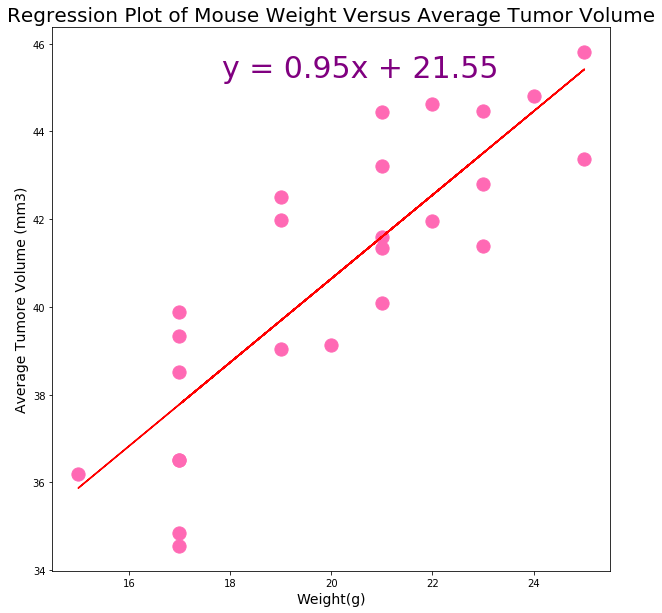 Regression Plot of Mouse Weight Versus Average Tumor Volume
y = 0.95x + 21.55
Average Tumore Volume (mm3)
46
44
42
40
38
36
34
16 18 20 22 24
Weight(g)